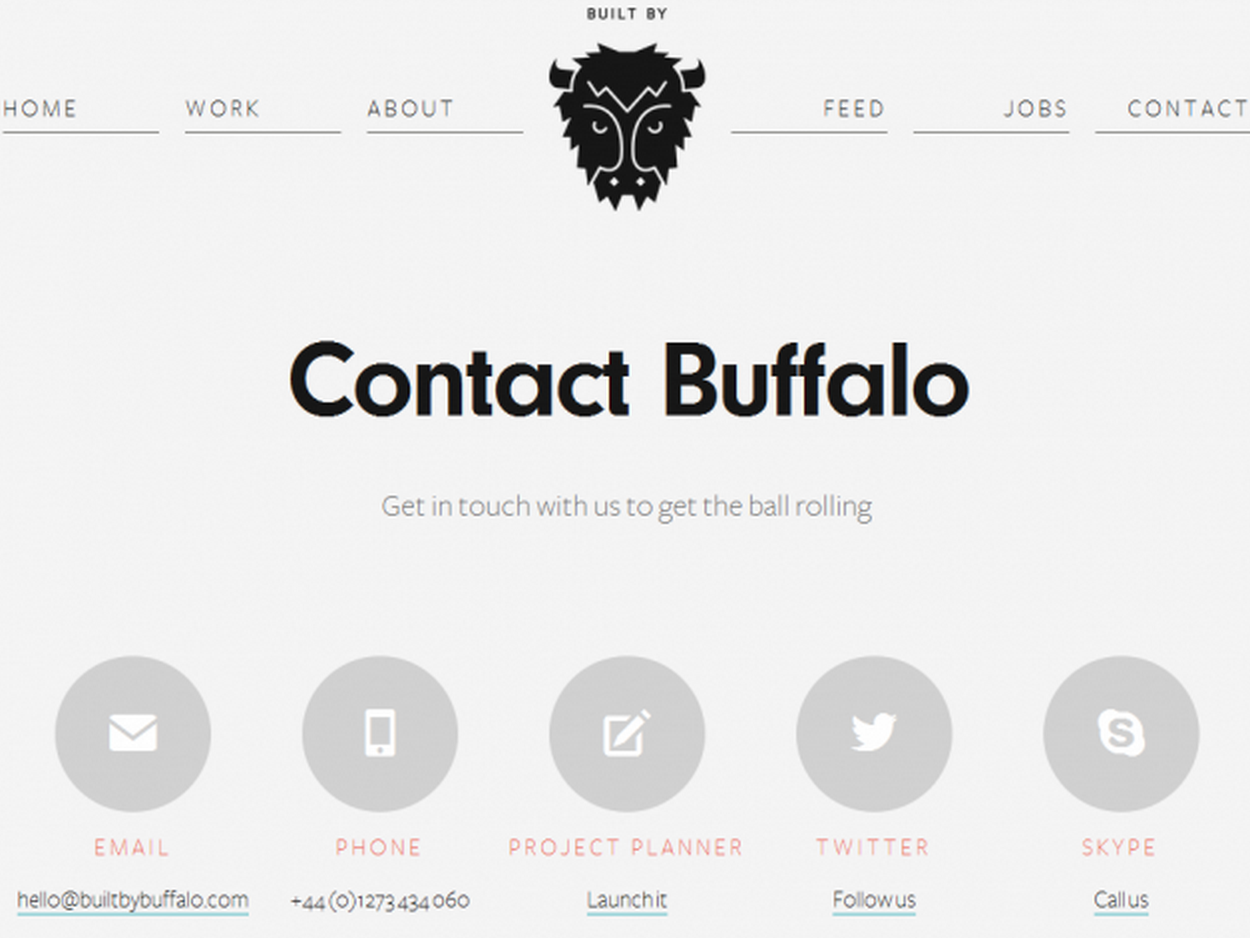 BUILT BY
HOME WORK ABOUT FEED JOBS CONTACT
Contact Buffalo
Get in touch with us to get the ball rolling
EMAIL PHONE PROJECT PLANNER TWITTER SKYPE
hello@builtbybuffalo.com +44 (0)1273 434 060 Launch it Follow us Call us